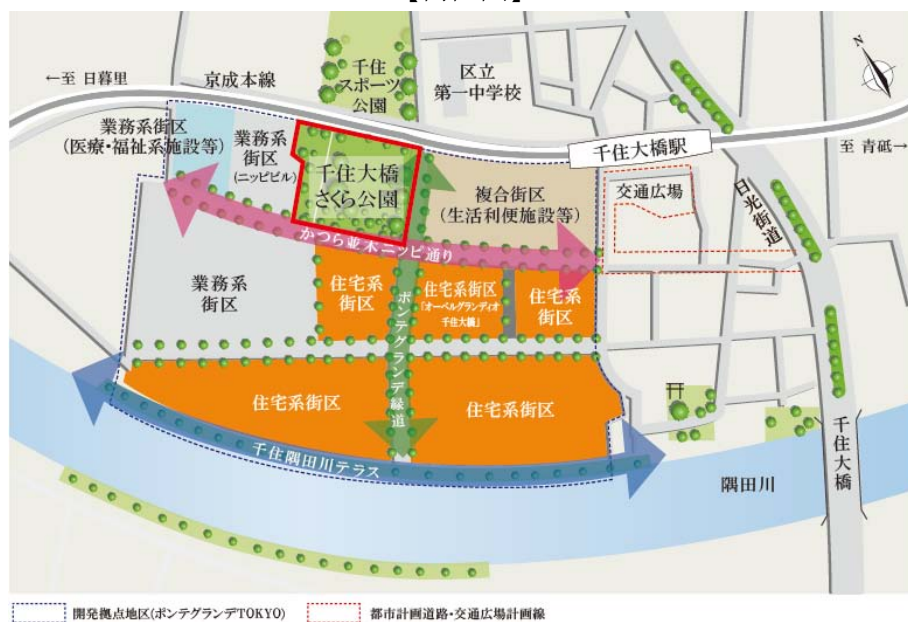 ←至 日暮里
京成本線
千住
スポーツ
公園
区立
第一中学校
N
業務系街区
(医療・福祉系施設等)
業務系
街区
(ニッピビル)
千住大橋
さくら公園
千住大橋駅
至 青砥→
複合街区
(生活利便施設等)
交通広場
日光街道
かつら並木ニッピ通り
業務系
街区
住宅系
街区
ポンテグランデ緑道
住宅系街区
「オーベルグランディオ
千住大橋」
住宅系
街区
住宅系街区
住宅系街区
千住隅田川テラス
隅田川
千住大橋
開発拠点地区(ポンテグランデTOKYO)
都市計画道路・交通広場計画線